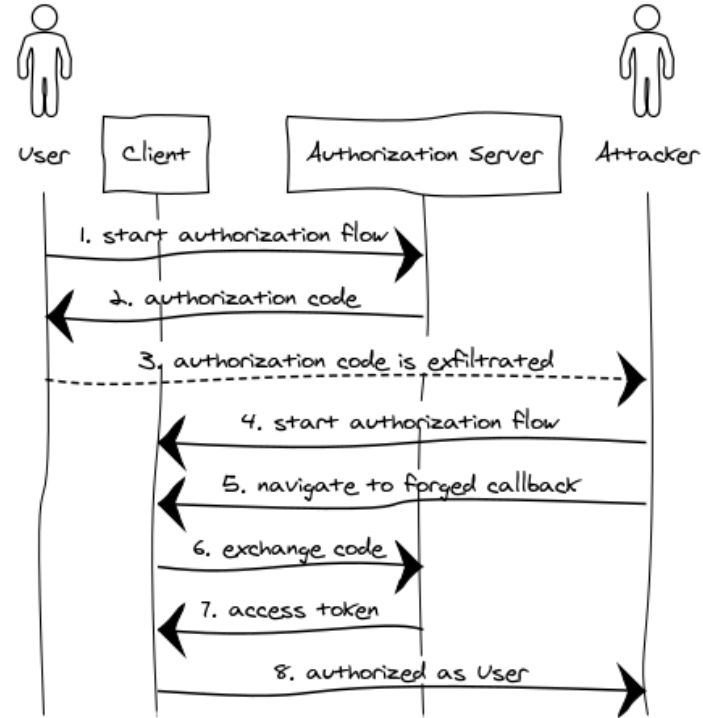 User
Client
Authorization Server
Attacker
1. start authorization flow
2. authorization code
3. authorization code is exfiltrated
4. start authorization flow
5. navigate to forged callback
6. exchange code
7. access token
8. authorized as User